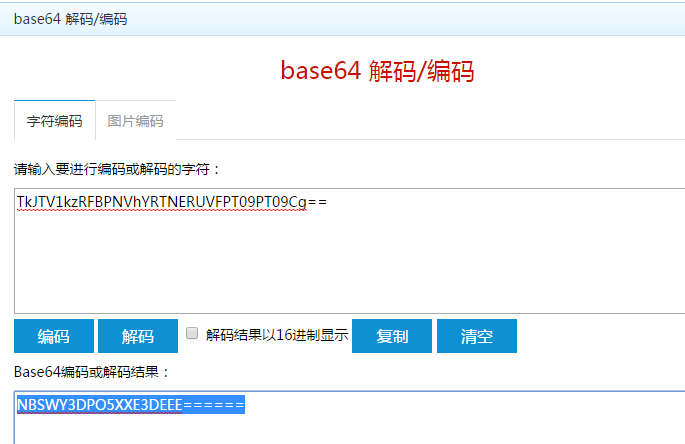 base64 解码/编码
base64 解码/编码
字符编码 图片编码
请输入要进行编码或解码的字符：
TkJTV1kzRFBPNVhYRTNERUVFPT09PT09Cg==
编码 解码 解码结果以16进制显示 复制 清空
Base64编码或解码结果：
NBSWY3DPO5XXE3DEEE======